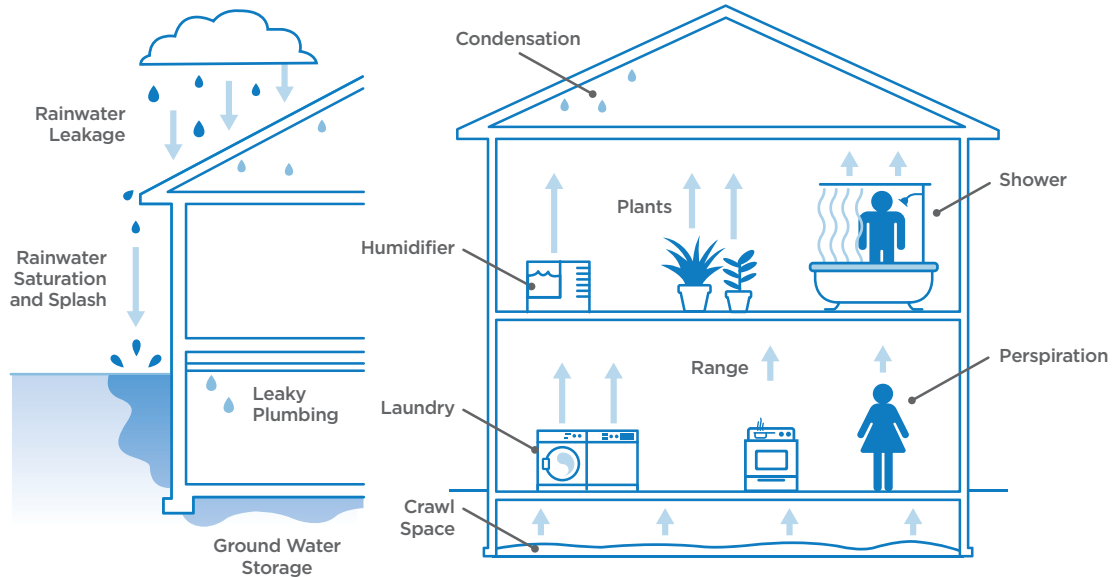 Rainwater
Leakage
Rainwater
Saturation
and Splash
Leaky
Plumbing
Ground Water
Storage
Condensation
Humidifier
Plants
Shower
Laundry
Range
Perspiration
Crawl
Space